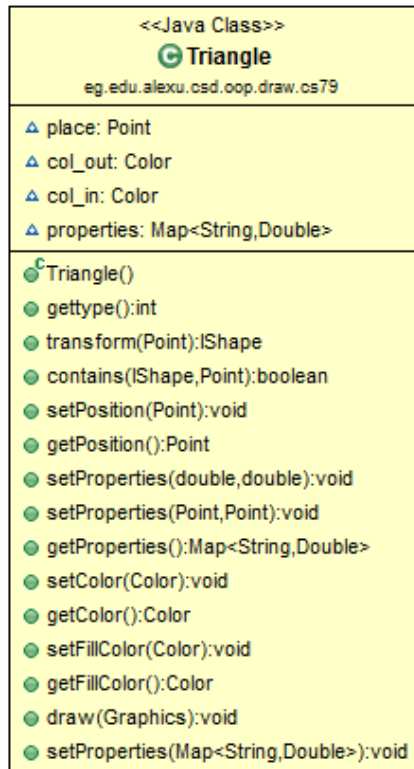 <<Java Class>>
C Triangle
eg.edu.alexu.csd.oop.draw.cs79
place: Point
col_out: Color
col_in: Color
properties: Map<String,Double>
C Triangle()
gettype():int
transform(Point):IShape
contains(IShape,Point):boolean
setPosition(Point):void
getPosition():Point
setProperties(double,double):void
setProperties(Point,Point):void
getProperties():Map<String,Double>
setColor(Color):void
getColor():Color
setFillColor(Color):void
getFillColor():Color
draw(Graphics):void
setProperties(Map<String,Double>):void